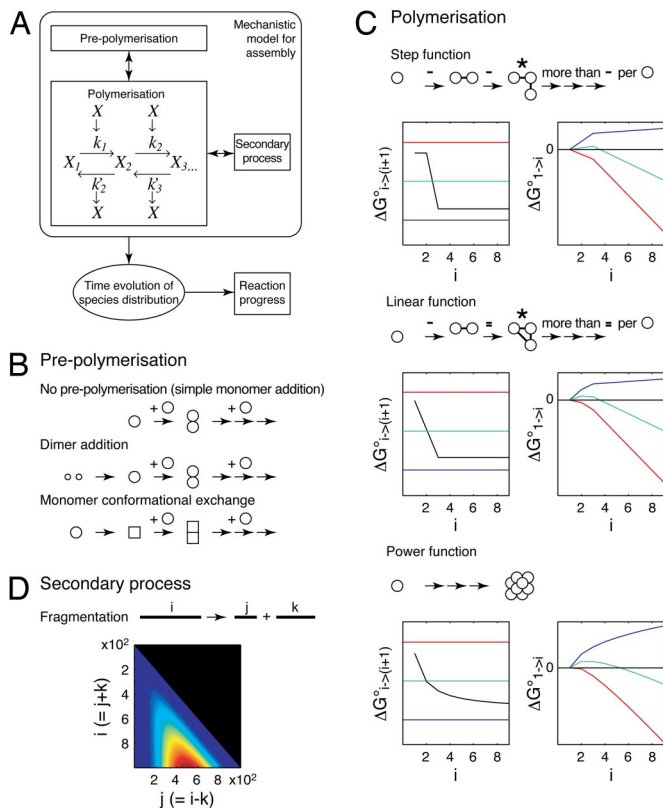 A
Mechanistic
model for
assembly
Pre-polymerisation
Polymerisation
X X
k1 k2
X1 X2 X3...
k'2 k'3
X X
Secondary
process
Time evolution of
species distribution
Reaction
progress
B Pre-polymerisation
No pre-polymerisation (simple monomer addition)
+ +
Dimer addition
+ +
Monomer conformational exchange
+ +
D Secondary process
Fragmentation i j + k
x10²
i (= j+k)
2
4
6
8
2 4 6 8 x10²
j (= i-k)
C Polymerisation
Step function
*
- - more than - per
ΔG°i->(i+1)
2 4 6 8
i
ΔG°1->i
0
2 4 6 8
i
Linear function
*
- = more than = per
ΔG°i->(i+1)
2 4 6 8
i
ΔG°1->i
0
2 4 6 8
i
Power function
ΔG°i->(i+1)
2 4 6 8
i
ΔG°1->i
0
2 4 6 8
i